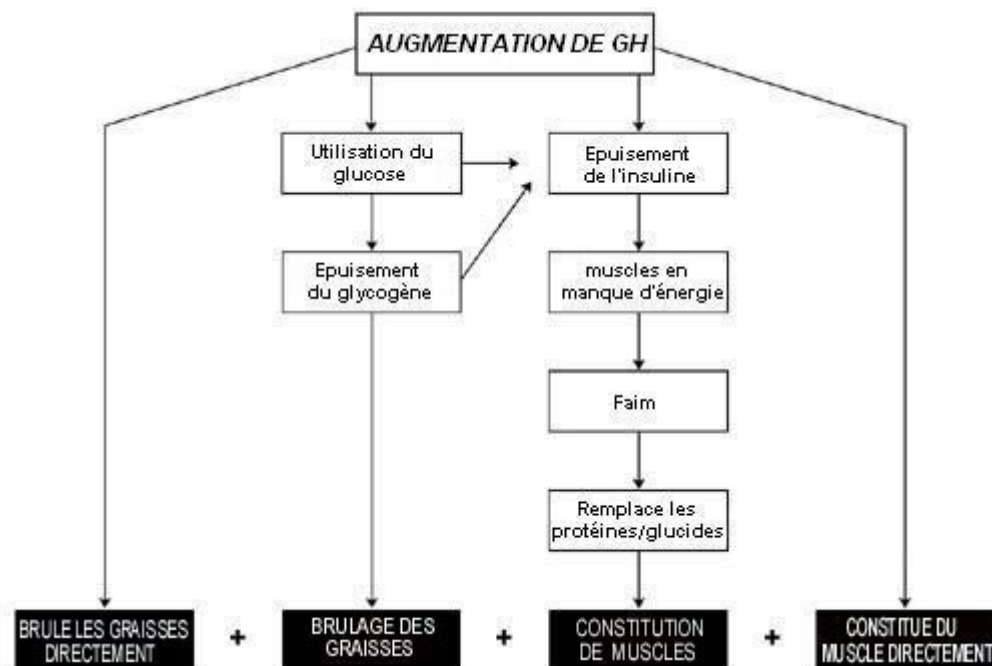 AUGMENTATION DE GH
Utilisation du
glucose
Epuisement
de l'insuline
Epuisement
du glycogène
muscles en
manque d'énergie
Faim
Remplace les
protéines/glucides
BRULE LES GRAISSES
DIRECTEMENT
+
BRULAGE DES
GRAISSES
+
CONSTITUTION
DE MUSCLES
+
CONSTITUE DU
MUSCLE DIRECTEMENT